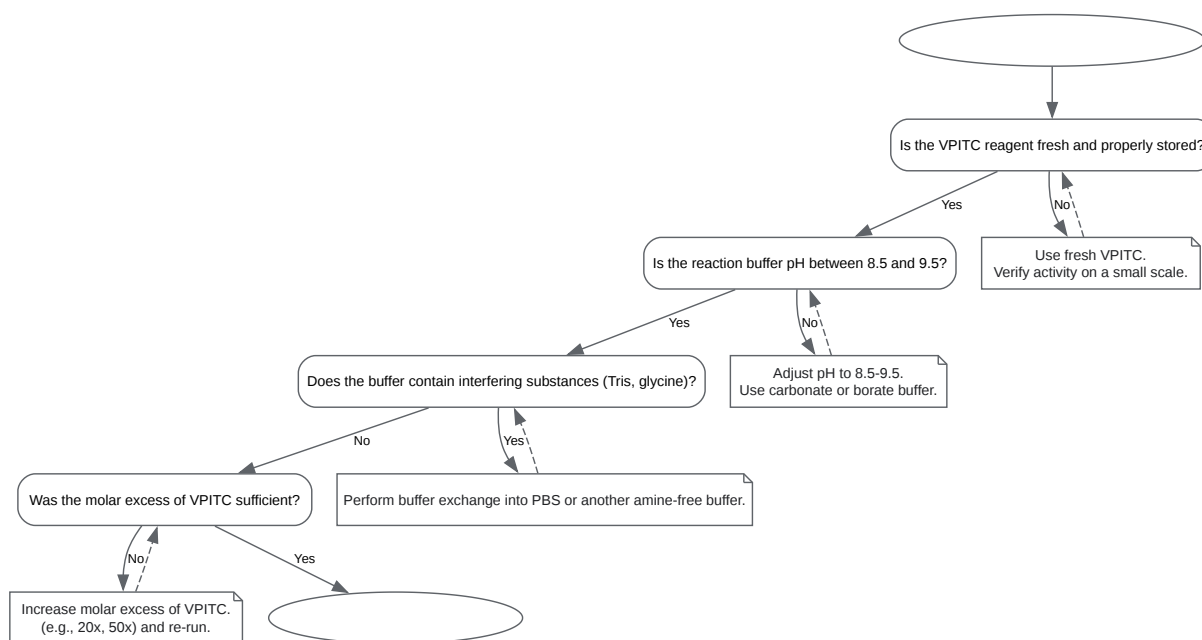 Is the VPITC reagent fresh and properly stored?
Yes
No
Use fresh VPITC.
Verify activity on a small scale.
Is the reaction buffer pH between 8.5 and 9.5?
Yes
No
Adjust pH to 8.5-9.5.
Use carbonate or borate buffer.
Does the buffer contain interfering substances (Tris, glycine)?
No
Yes
Perform buffer exchange into PBS or another amine-free buffer.
Was the molar excess of VPITC sufficient?
No
Yes
Increase molar excess of VPITC.
(e.g., 20x, 50x) and re-run.